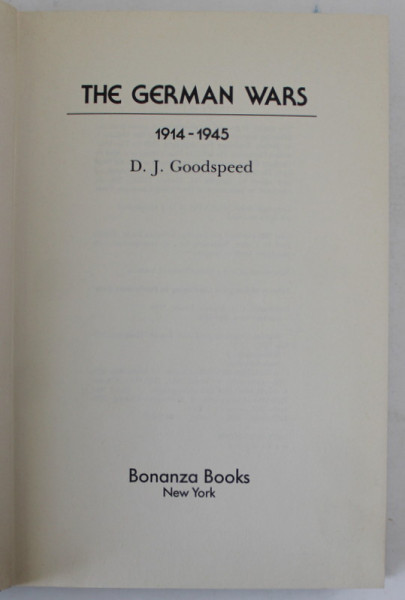 THE GERMAN WARS
1914-1945
D. J. Goodspeed
Bonanza Books
New York